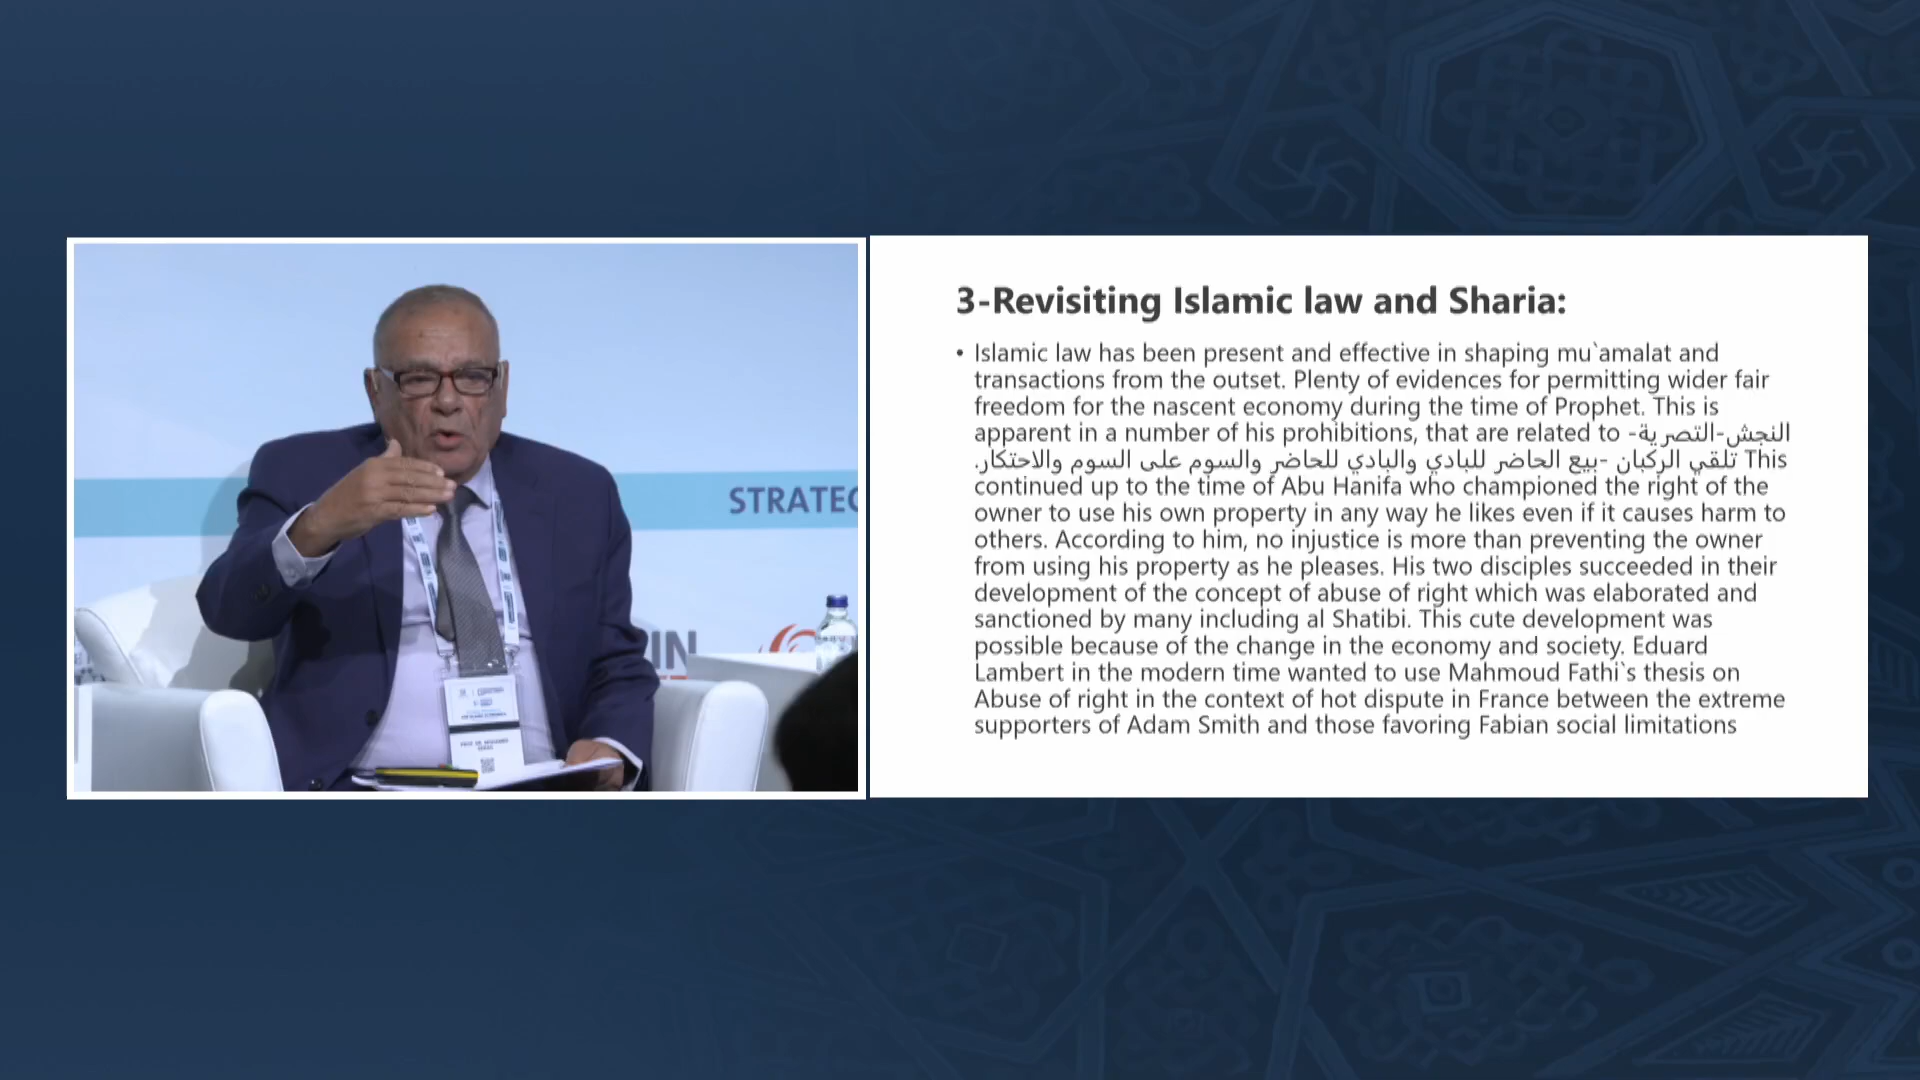 STRATEG
IN
PROF. DR. MOHAMED
3-Revisiting Islamic law and Sharia:
• Islamic law has been present and effective in shaping mu`amalat and
transactions from the outset. Plenty of evidences for permitting wider fair
freedom for the nascent economy during the time of Prophet. This is
apparent in a number of his prohibitions, that are related to النجش-التصرية-
تلقي الركبان -بيع الحاضر للبادي والبادي للحاضر والسوم على السوم والاحتكار. This
continued up to the time of Abu Hanifa who championed the right of the
owner to use his own property in any way he likes even if it causes harm to
others. According to him, no injustice is more than preventing the owner
from using his property as he pleases. His two disciples succeeded in their
development of the concept of abuse of right which was elaborated and
sanctioned by many including al Shatibi. This cute development was
possible because of the change in the economy and society. Eduard
Lambert in the modern time wanted to use Mahmoud Fathi`s thesis on
Abuse of right in the context of hot dispute in France between the extreme
supporters of Adam Smith and those favoring Fabian social limitations